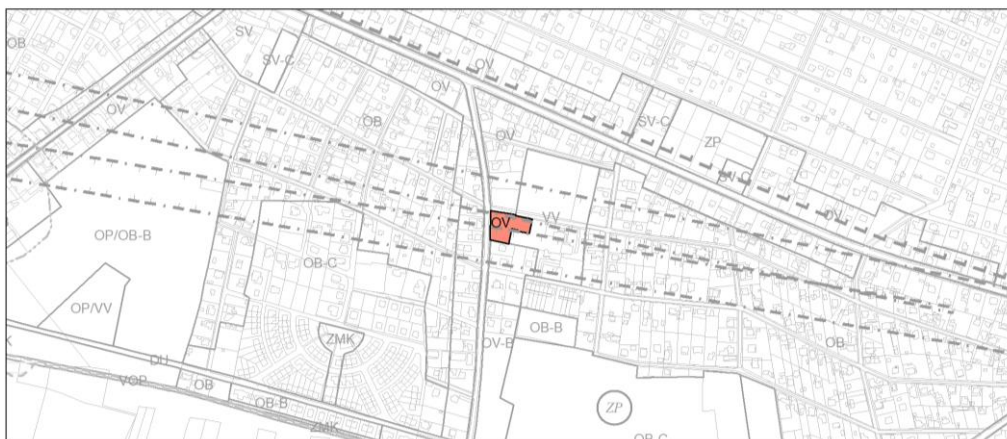 SV
OB
SV-C
OV
OV
OV
OB
OV
SV-C
ZP
SV-C
OV
VV
OV
OP/OB-B
OB-C
OP/VV
OB-B
ZMK
OV-B
OB
DH
VOP
OB
OB-B
ZMK
ZP
OB-C